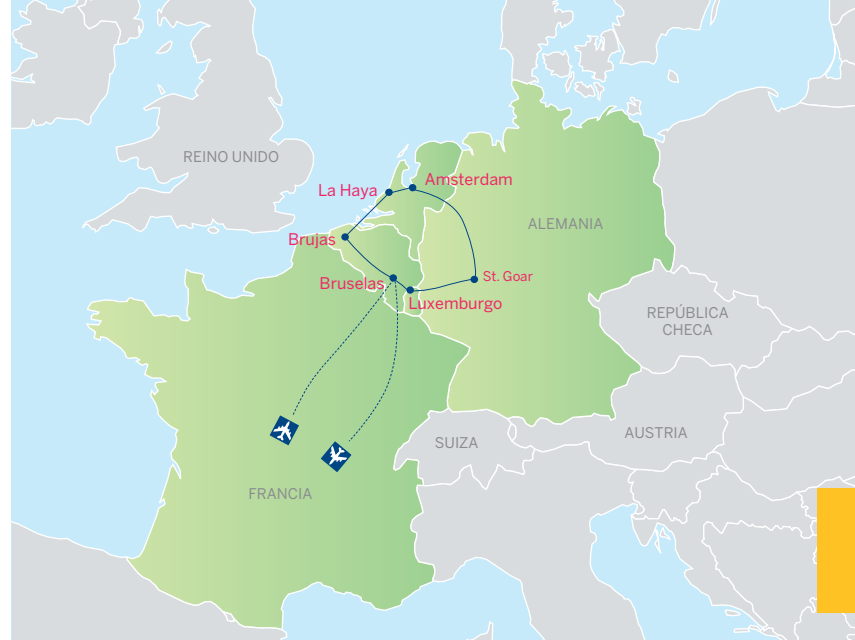 REINO UNIDO
La Haya
Amsterdam
ALEMANIA
Brujas
Bruselas
St. Goar
Luxemburgo
REPÚBLICA
CHECA
SUIZA
AUSTRIA
FRANCIA